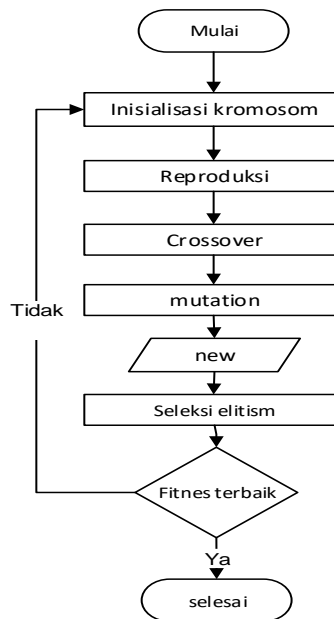 Mulai
Inisialisasi kromosom
Reproduksi
Crossover
mutation
new
Seleksi elitism
Fitnes terbaik
Tidak
Ya
selesai